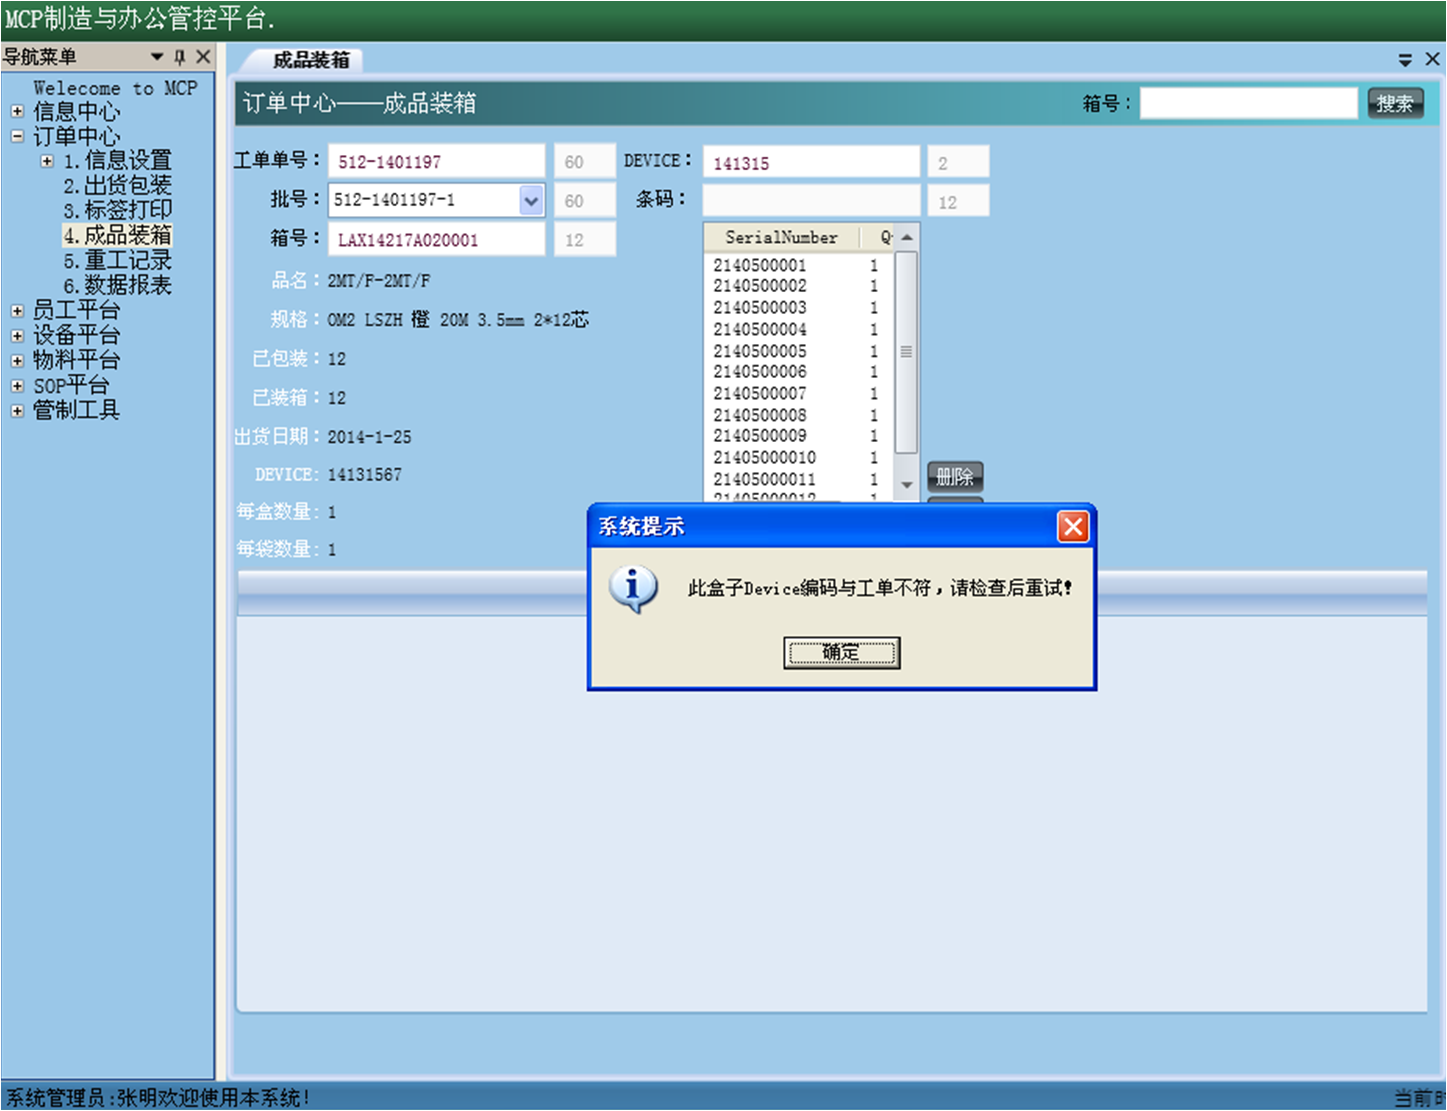 MCP制造与办公管控平台.
导航菜单
Welecome to MCP
信息中心
订单中心
1.信息设置
2.出货包装
3.标签打印
4.成品装箱
5.重工记录
6.数据报表
员工平台
设备平台
物料平台
SOP平台
管制工具
成品装箱
订单中心——成品装箱
箱号：
搜索
工单单号： 512-1401197 60 DEVICE： 141315 2
批号： 512-1401197-1 60 条码： 12
箱号： LAX14217A020001 12
SerialNumber Q
2140500001 1
2140500002 1
2140500003 1
2140500004 1
2140500005 1
2140500006 1
2140500007 1
2140500008 1
2140500009 1
21405000010 1
21405000011 1
21405000012 1
删除
品名：2MT/F-2MT/F
规格：OM2 LSZH 橙 20M 3.5mm 2*12芯
已包装：12
已装箱：12
出货日期：2014-1-25
DEVICE: 14131567
每盒数量: 1
每袋数量: 1
系统提示
此盒子Device编码与工单不符，请检查后重试!
确定
系统管理员:张明欢迎使用本系统!
当前时